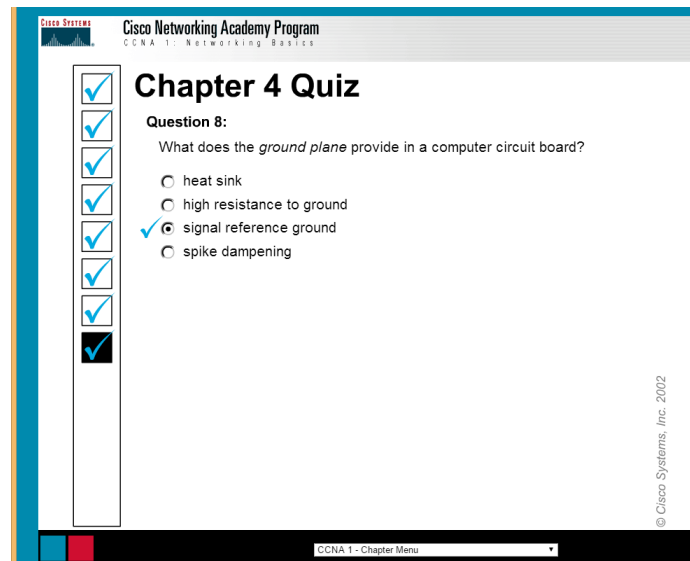 CISCO SYSTEMS
Cisco Networking Academy Program
CCNA 1: Networking Basics
Chapter 4 Quiz
Question 8:
What does the ground plane provide in a computer circuit board?
heat sink
high resistance to ground
signal reference ground
spike dampening
© Cisco Systems, Inc. 2002
CCNA 1 - Chapter Menu